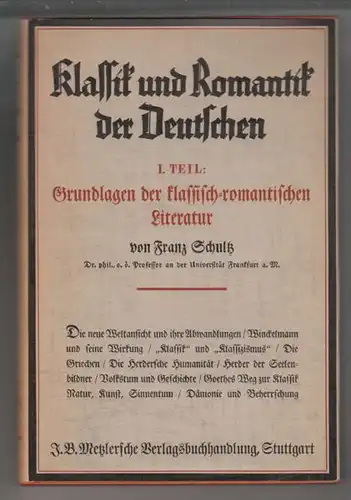 Klassik und Romantik
der Deutschen
I. TEIL:
Grundlagen der klassisch-romantischen
Literatur
von Franz Schultz
Dr. phil., o. ö. Professor an der Universität Frankfurt a. M.
Die neue Weltansicht und ihre Abwandlungen / Winckelmann
und seine Wirkung / „Klassik“ und „Klassizismus“ / Die
Griechen / Die Herdersche Humanität / Herder der Seelen-
bildner / Volkstum und Geschichte / Goethes Weg zur Klassik
Natur, Kunst, Sinnentum / Dämonie und Beherrschung
J. B. Metzlersche Verlagsbuchhandlung, Stuttgart